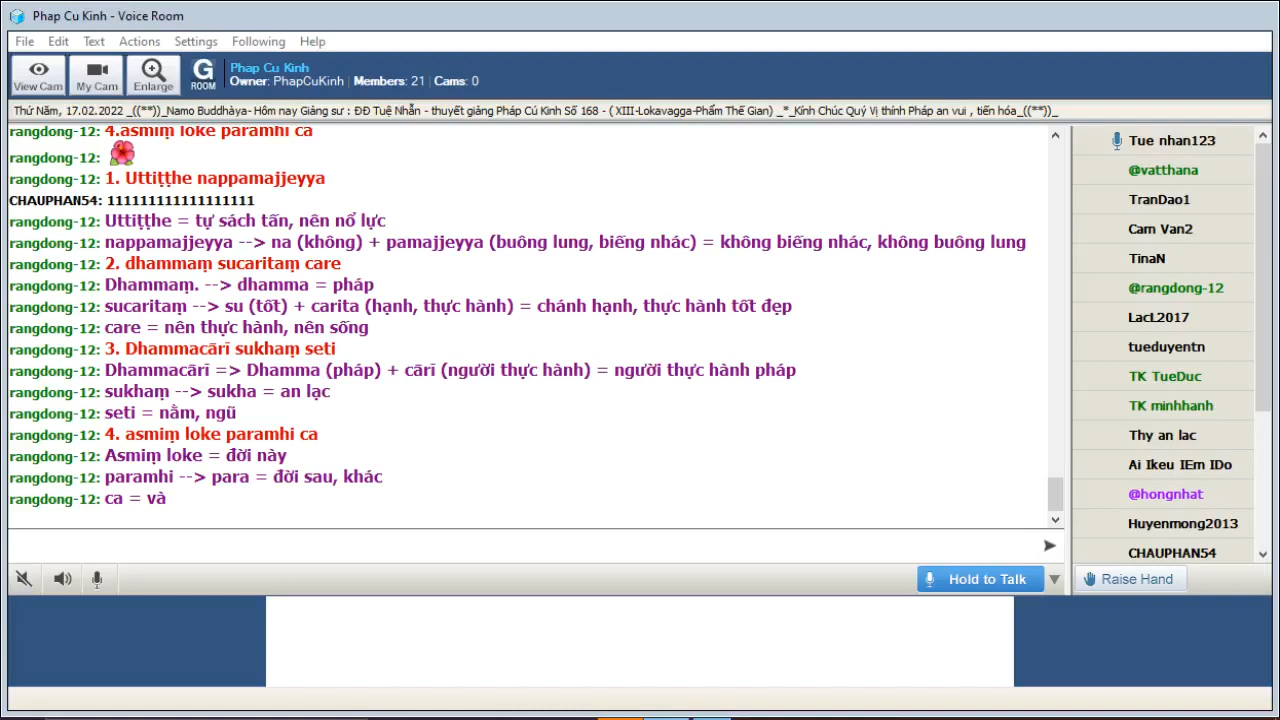 Phap Cu Kinh - Voice Room
File Edit Text Actions Settings Following Help
View Cam My Cam Enlarge G ROOM
Phap Cu Kinh
Owner: PhapCuKinh | Members: 21 | Cams: 0
Thứ Năm, 17.02.2022 _((**))_Namo Buddhàya- Hôm nay Giảng sư : ĐĐ Tuệ Nhẫn - thuyết giảng Pháp Cú Kinh Số 168 - ( XIII-Lokavagga-Phẩm Thế Gian) _*_Kính Chúc Quý Vị thính Pháp an vui , tiến hóa_((**))_
rangdong-12: 4.asmiṃ loke paramhi ca
rangdong-12:
rangdong-12: 1. Uttiṭṭhe nappamajjeyya
CHAUPHAN54: 111111111111111111
rangdong-12: Uttiṭṭhe = tự sách tấn, nên nổ lực
rangdong-12: nappamajjeyya --> na (không) + pamajjeyya (buông lung, biếng nhác) = không biếng nhác, không buông lung
rangdong-12: 2. dhammaṃ sucaritaṃ care
rangdong-12: Dhammaṃ. --> dhamma = pháp
rangdong-12: sucaritaṃ --> su (tốt) + carita (hạnh, thực hành) = chánh hạnh, thực hành tốt đẹp
rangdong-12: care = nên thực hành, nên sống
rangdong-12: 3. Dhammacārī sukhaṃ seti
rangdong-12: Dhammacārī => Dhamma (pháp) + cārī (người thực hành) = người thực hành pháp
rangdong-12: sukhaṃ --> sukha = an lạc
rangdong-12: seti = nằm, ngũ
rangdong-12: 4. asmiṃ loke paramhi ca
rangdong-12: Asmiṃ loke = đời này
rangdong-12: paramhi --> para = đời sau, khác
rangdong-12: ca = và
Tue nhan123
@vatthana
TranDao1
Cam Van2
TinaN
@rangdong-12
LacL2017
tueduyentn
TK TueDuc
TK minhhanh
Thy an lac
Ai Ikeu IEm IDo
@hongnhat
Huyenmong2013
CHAUPHAN54
Hold to Talk
Raise Hand